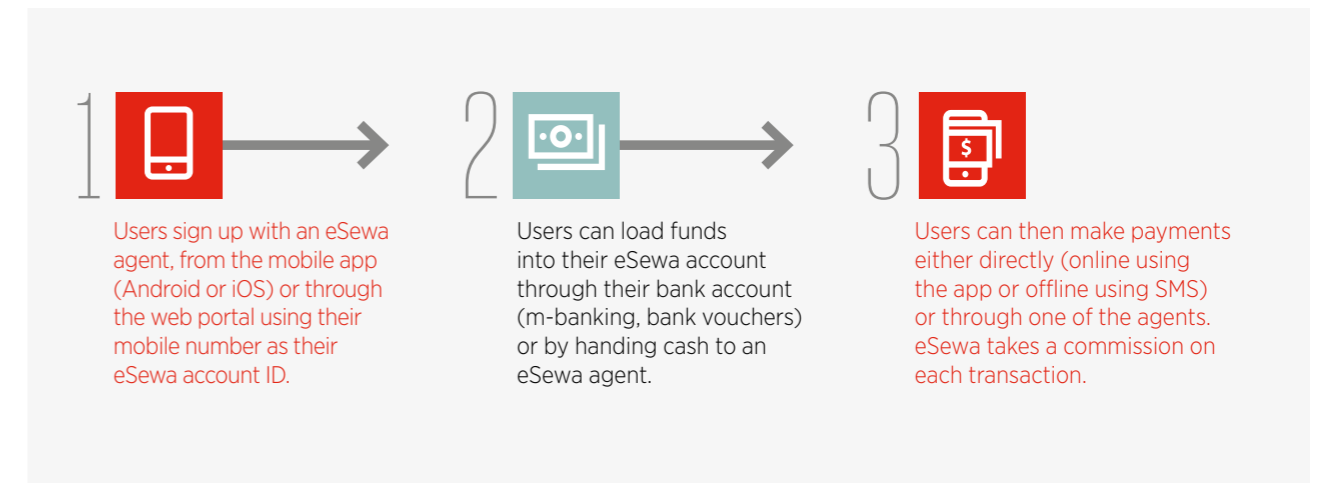 1
Users sign up with an eSewa
agent, from the mobile app
(Android or iOS) or through
the web portal using their
mobile number as their
eSewa account ID.
2
Users can load funds
into their eSewa account
through their bank account
(m-banking, bank vouchers)
or by handing cash to an
eSewa agent.
3
$
Users can then make payments
either directly (online using
the app or offline using SMS)
or through one of the agents.
eSewa takes a commission on
each transaction.